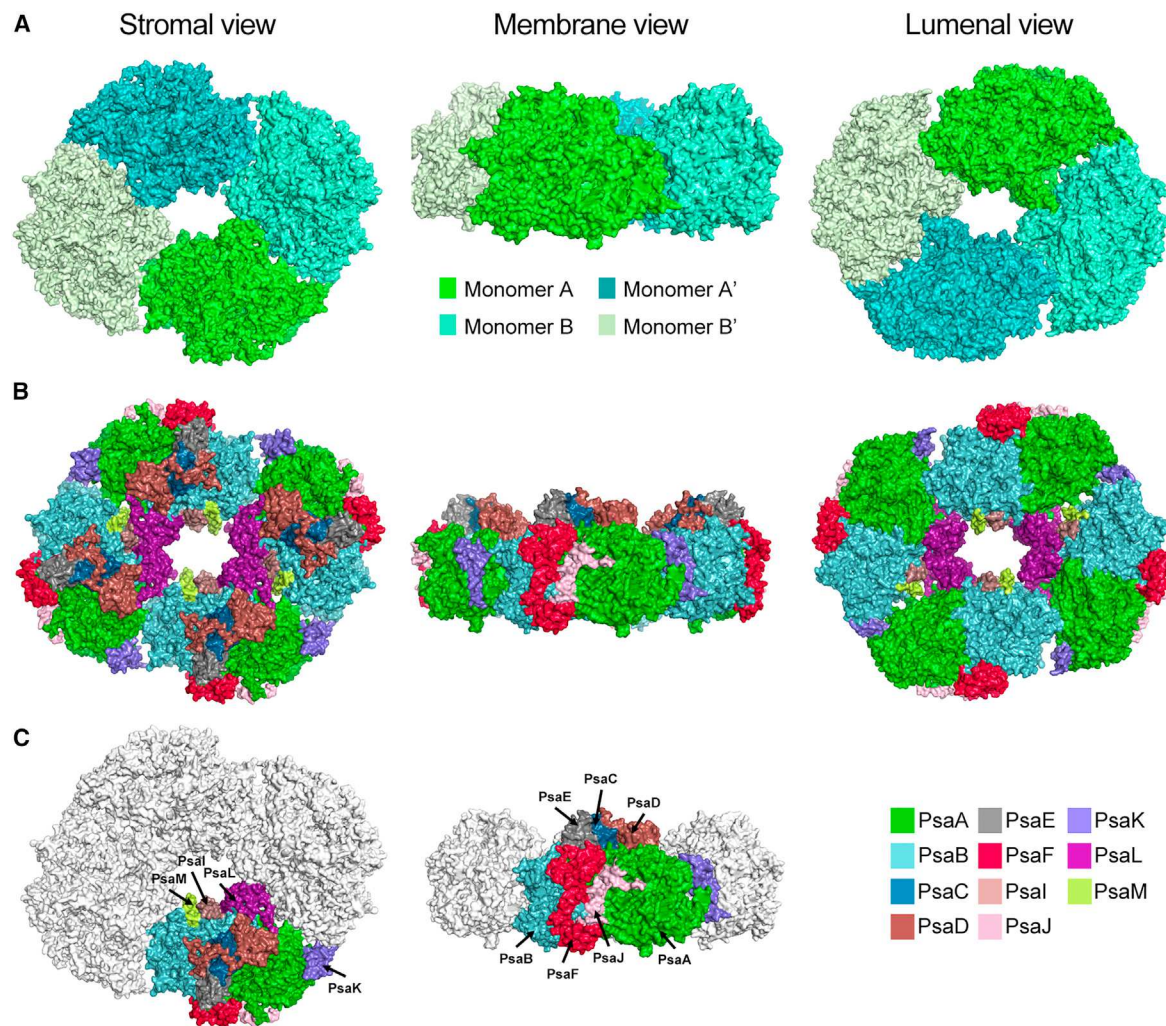 A
Stromal view
Membrane view
Lumenal view
Monomer A
Monomer A’
Monomer B
Monomer B’
B
C
PsaI
PsaM
PsaL
PsaK
PsaC
PsaE
PsaD
PsaB
PsaF
PsaJ
PsaA
PsaA
PsaE
PsaK
PsaB
PsaF
PsaL
PsaC
PsaI
PsaM
PsaD
PsaJ